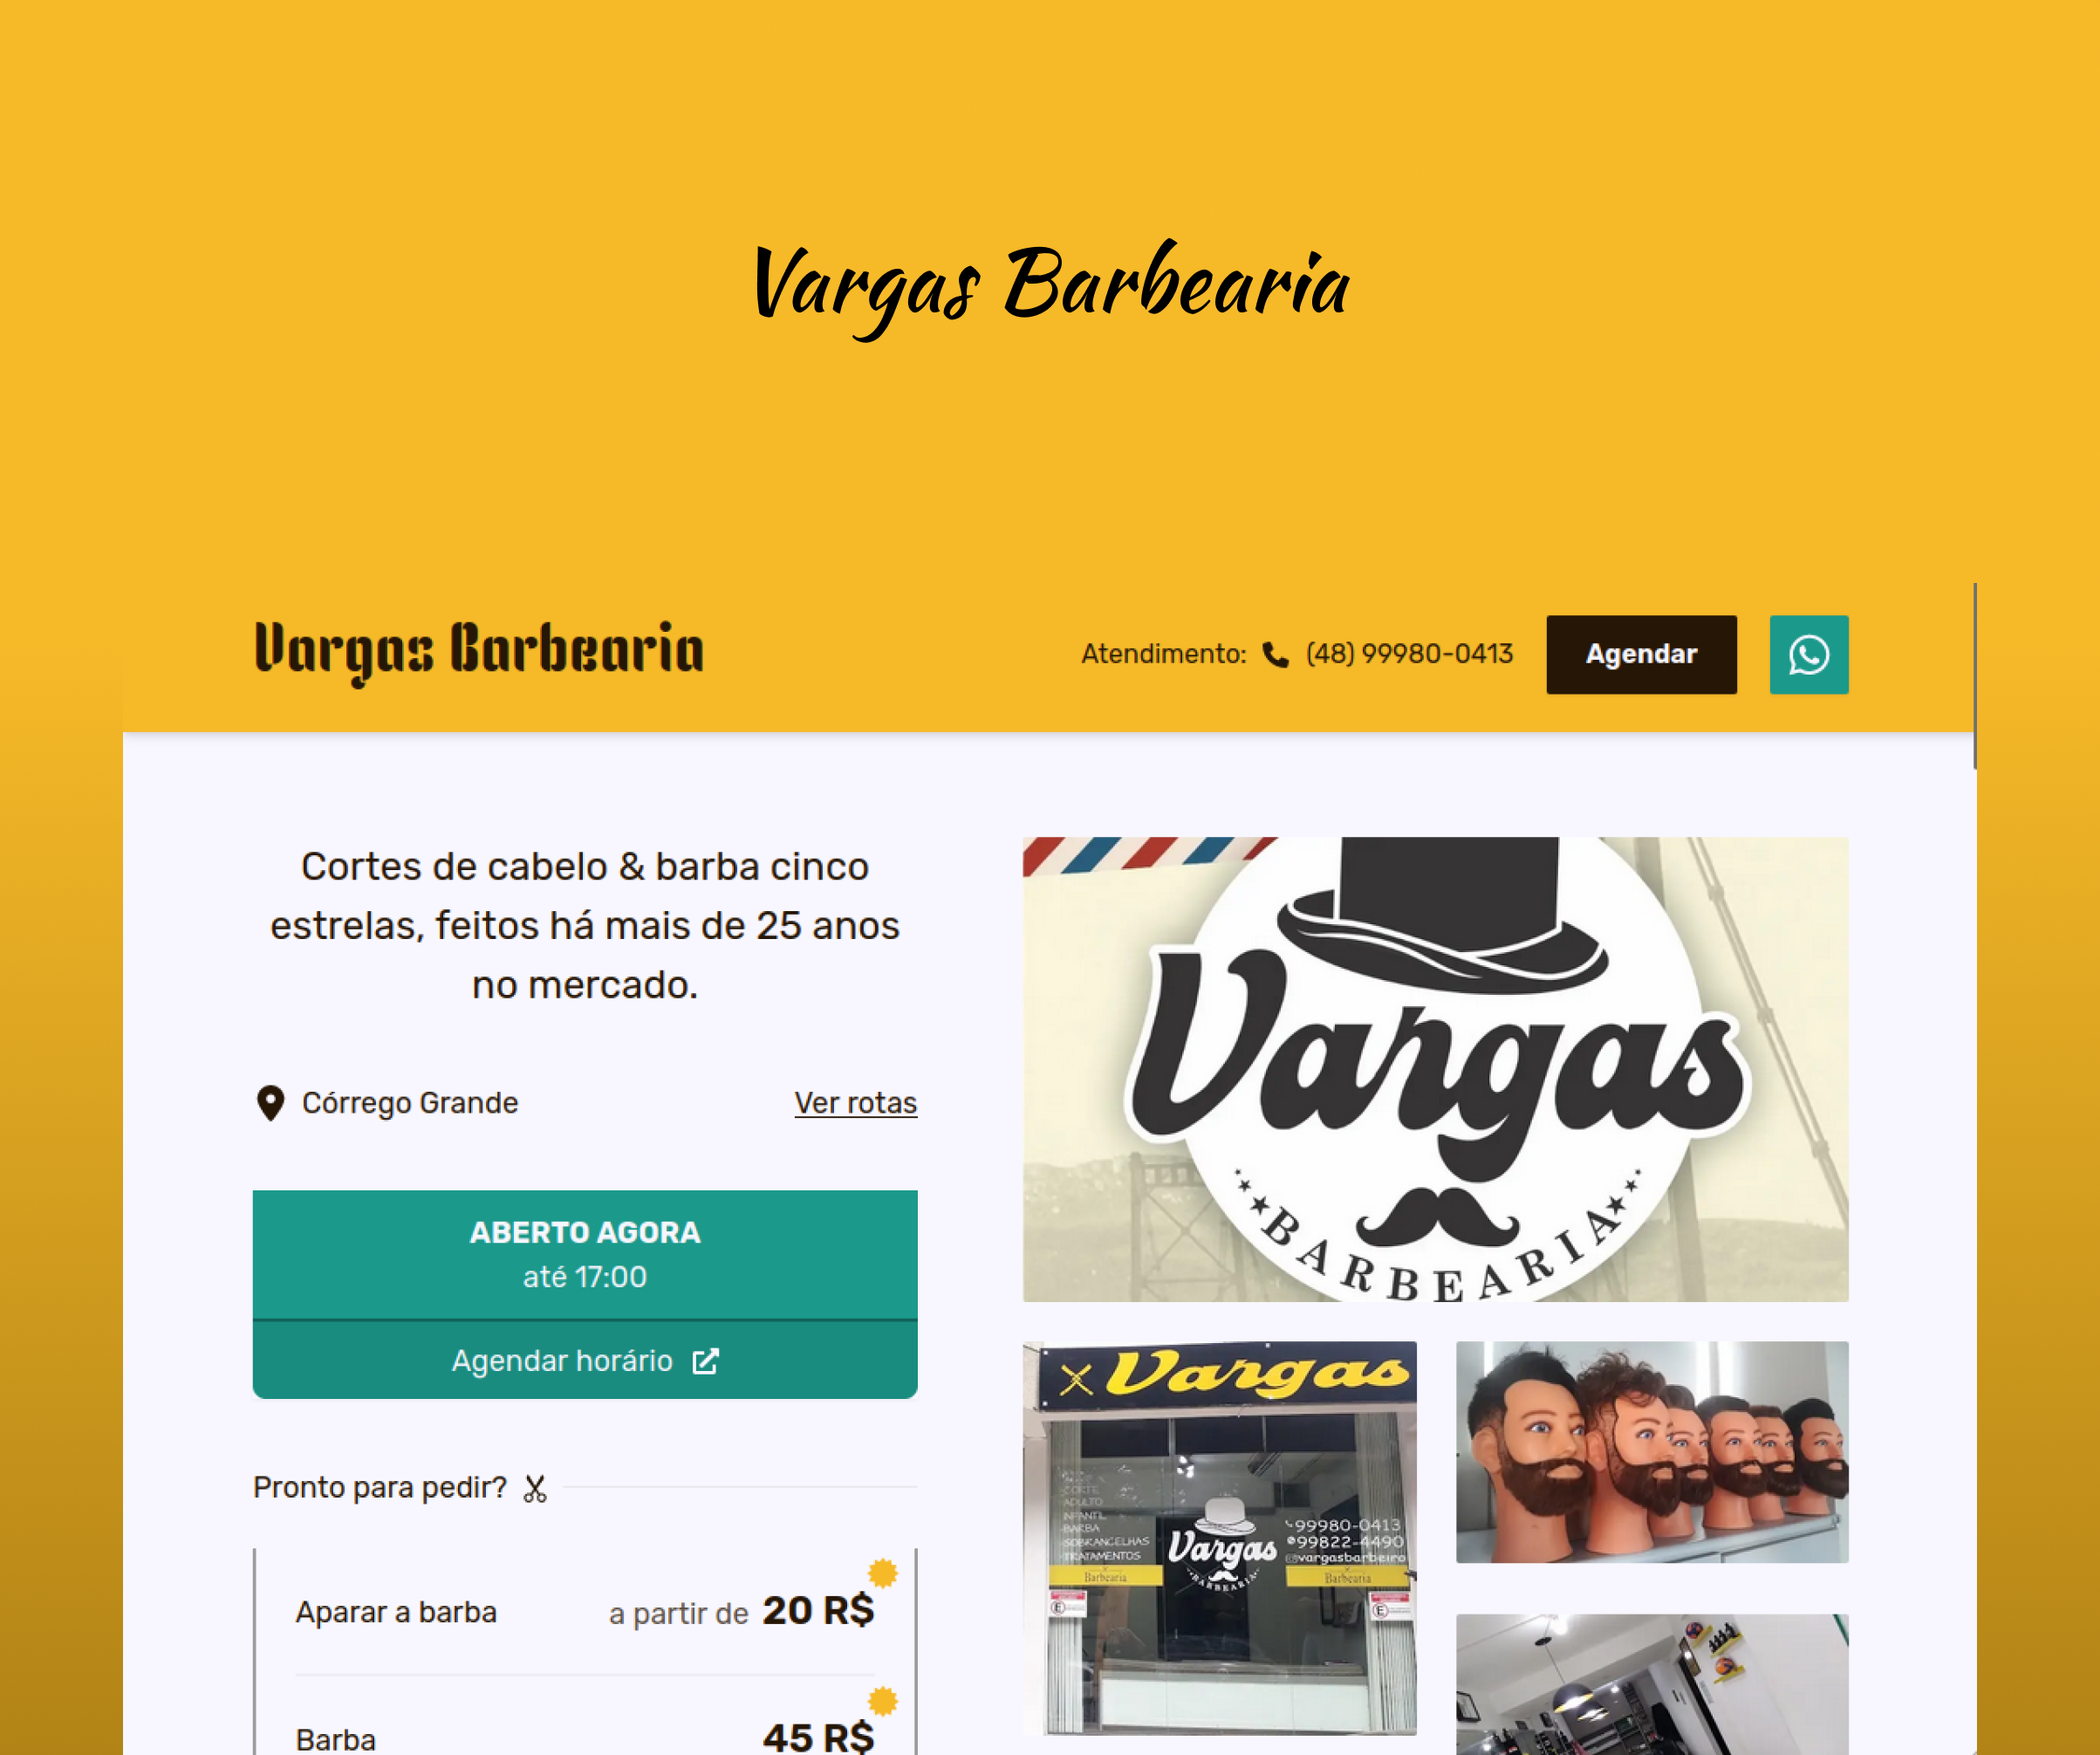 Vargas Barbearia
Vargas Barbearia
Atendimento: (48) 99980-0413
Agendar
Cortes de cabelo & barba cinco
estrelas, feitos há mais de 25 anos
no mercado.
Córrego Grande
Ver rotas
ABERTO AGORA
até 17:00
Agendar horário
Pronto para pedir?
Aparar a barba
a partir de 20 R$
Barba
45 R$
Vargas
BARBEARIA
Vargas
CORTE
ADULTO
INFANTIL
BARBA
SOBRANCELHAS
TRATAMENTOS
Barbearia
Vargas
BARBEARIA
99980-0413
99822-4490
vargasbarbeiro
Barbearia